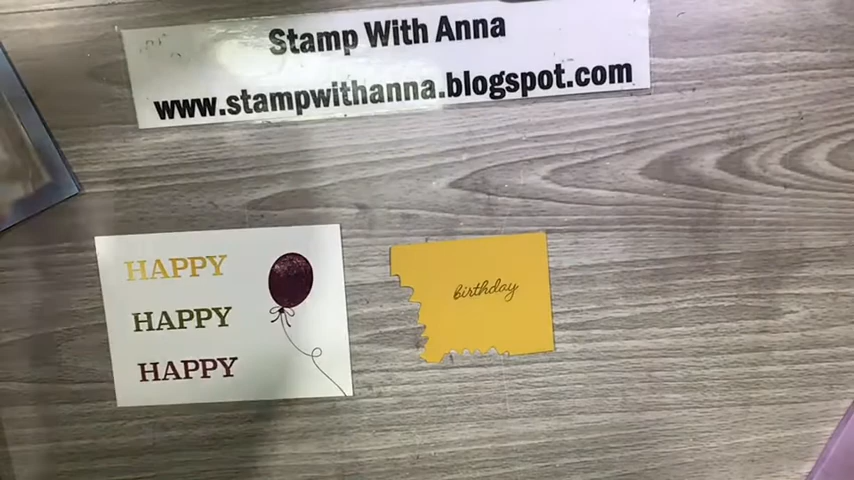 Stamp With Anna
www.stampwithanna.blogspot.com
HAPPY
HAPPY
HAPPY
birthday